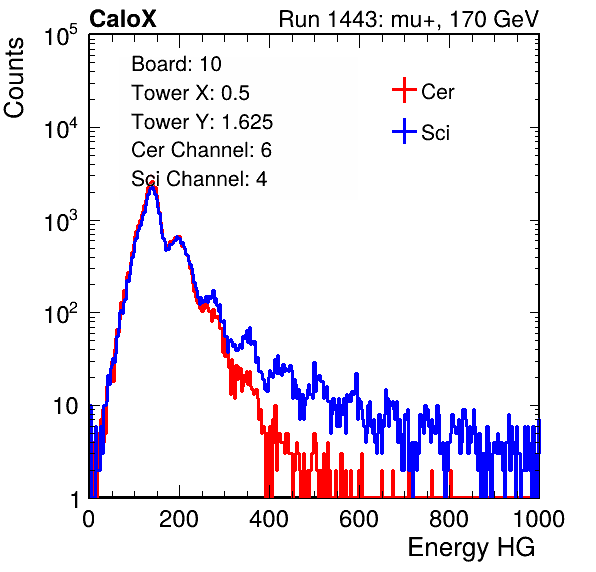 CaloX Run 1443: mu+, 170 GeV
Counts
Board: 10
Tower X: 0.5
Tower Y: 1.625
Cer Channel: 6
Sci Channel: 4
Cer
Sci
10^5
10^4
10^3
10^2
10
1
0 200 400 600 800 1000
Energy HG